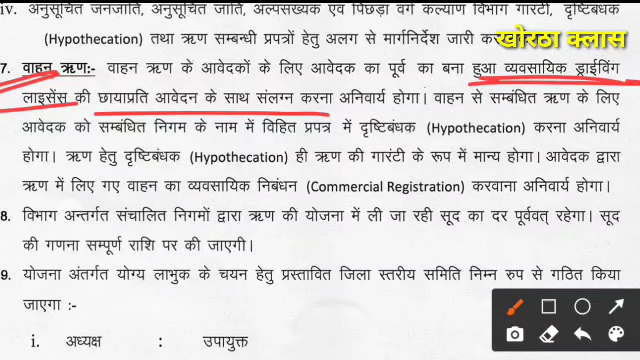 iv. अनुसूचित जनजाति, अनुसूचित जाति, अल्पसंख्यक एवं पिछड़ा वर्ग कल्याण विभाग गारंटी, दृष्टिबंधक
(Hypothecation) तथा ऋण सम्बन्धी प्रपत्रों हेतु अलग से मार्गनिर्देश जारी कर
खोरठा क्लास
7. वाहन ऋण:- वाहन ऋण के आवेदकों के लिए आवेदक का पूर्व का बना हुआ व्यवसायिक ड्राईविंग
लाइसेंस की छायाप्रति आवेदन के साथ संलग्न करना अनिवार्य होगा। वाहन से सम्बंधित ऋण के लिए
आवेदक को सम्बंधित निगम के नाम में विहित प्रपत्र में दृष्टिबंधक (Hypothecation) करना अनिवार्य
होगा। ऋण हेतु दृष्टिबंधक (Hypothecation) ही ऋण की गारंटी के रूप में मान्य होगा। आवेदक द्वारा
ऋण में लिए गए वाहन का व्यवसायिक निबंधन (Commercial Registration) करवाना अनिवार्य होगा।
8. विभाग अन्तर्गत संचालित निगमों द्वारा ऋण की योजना में ली जा रही सूद का दर पूर्ववत् रहेगा। सूद
की गणना सम्पूर्ण राशि पर की जाएगी।
9. योजना अंतर्गत योग्य लाभुक के चयन हेतु प्रस्तावित जिला स्तरीय समिति निम्न रुप से गठित किया
जाएगा :-
i. अध्यक्ष : उपायुक्त